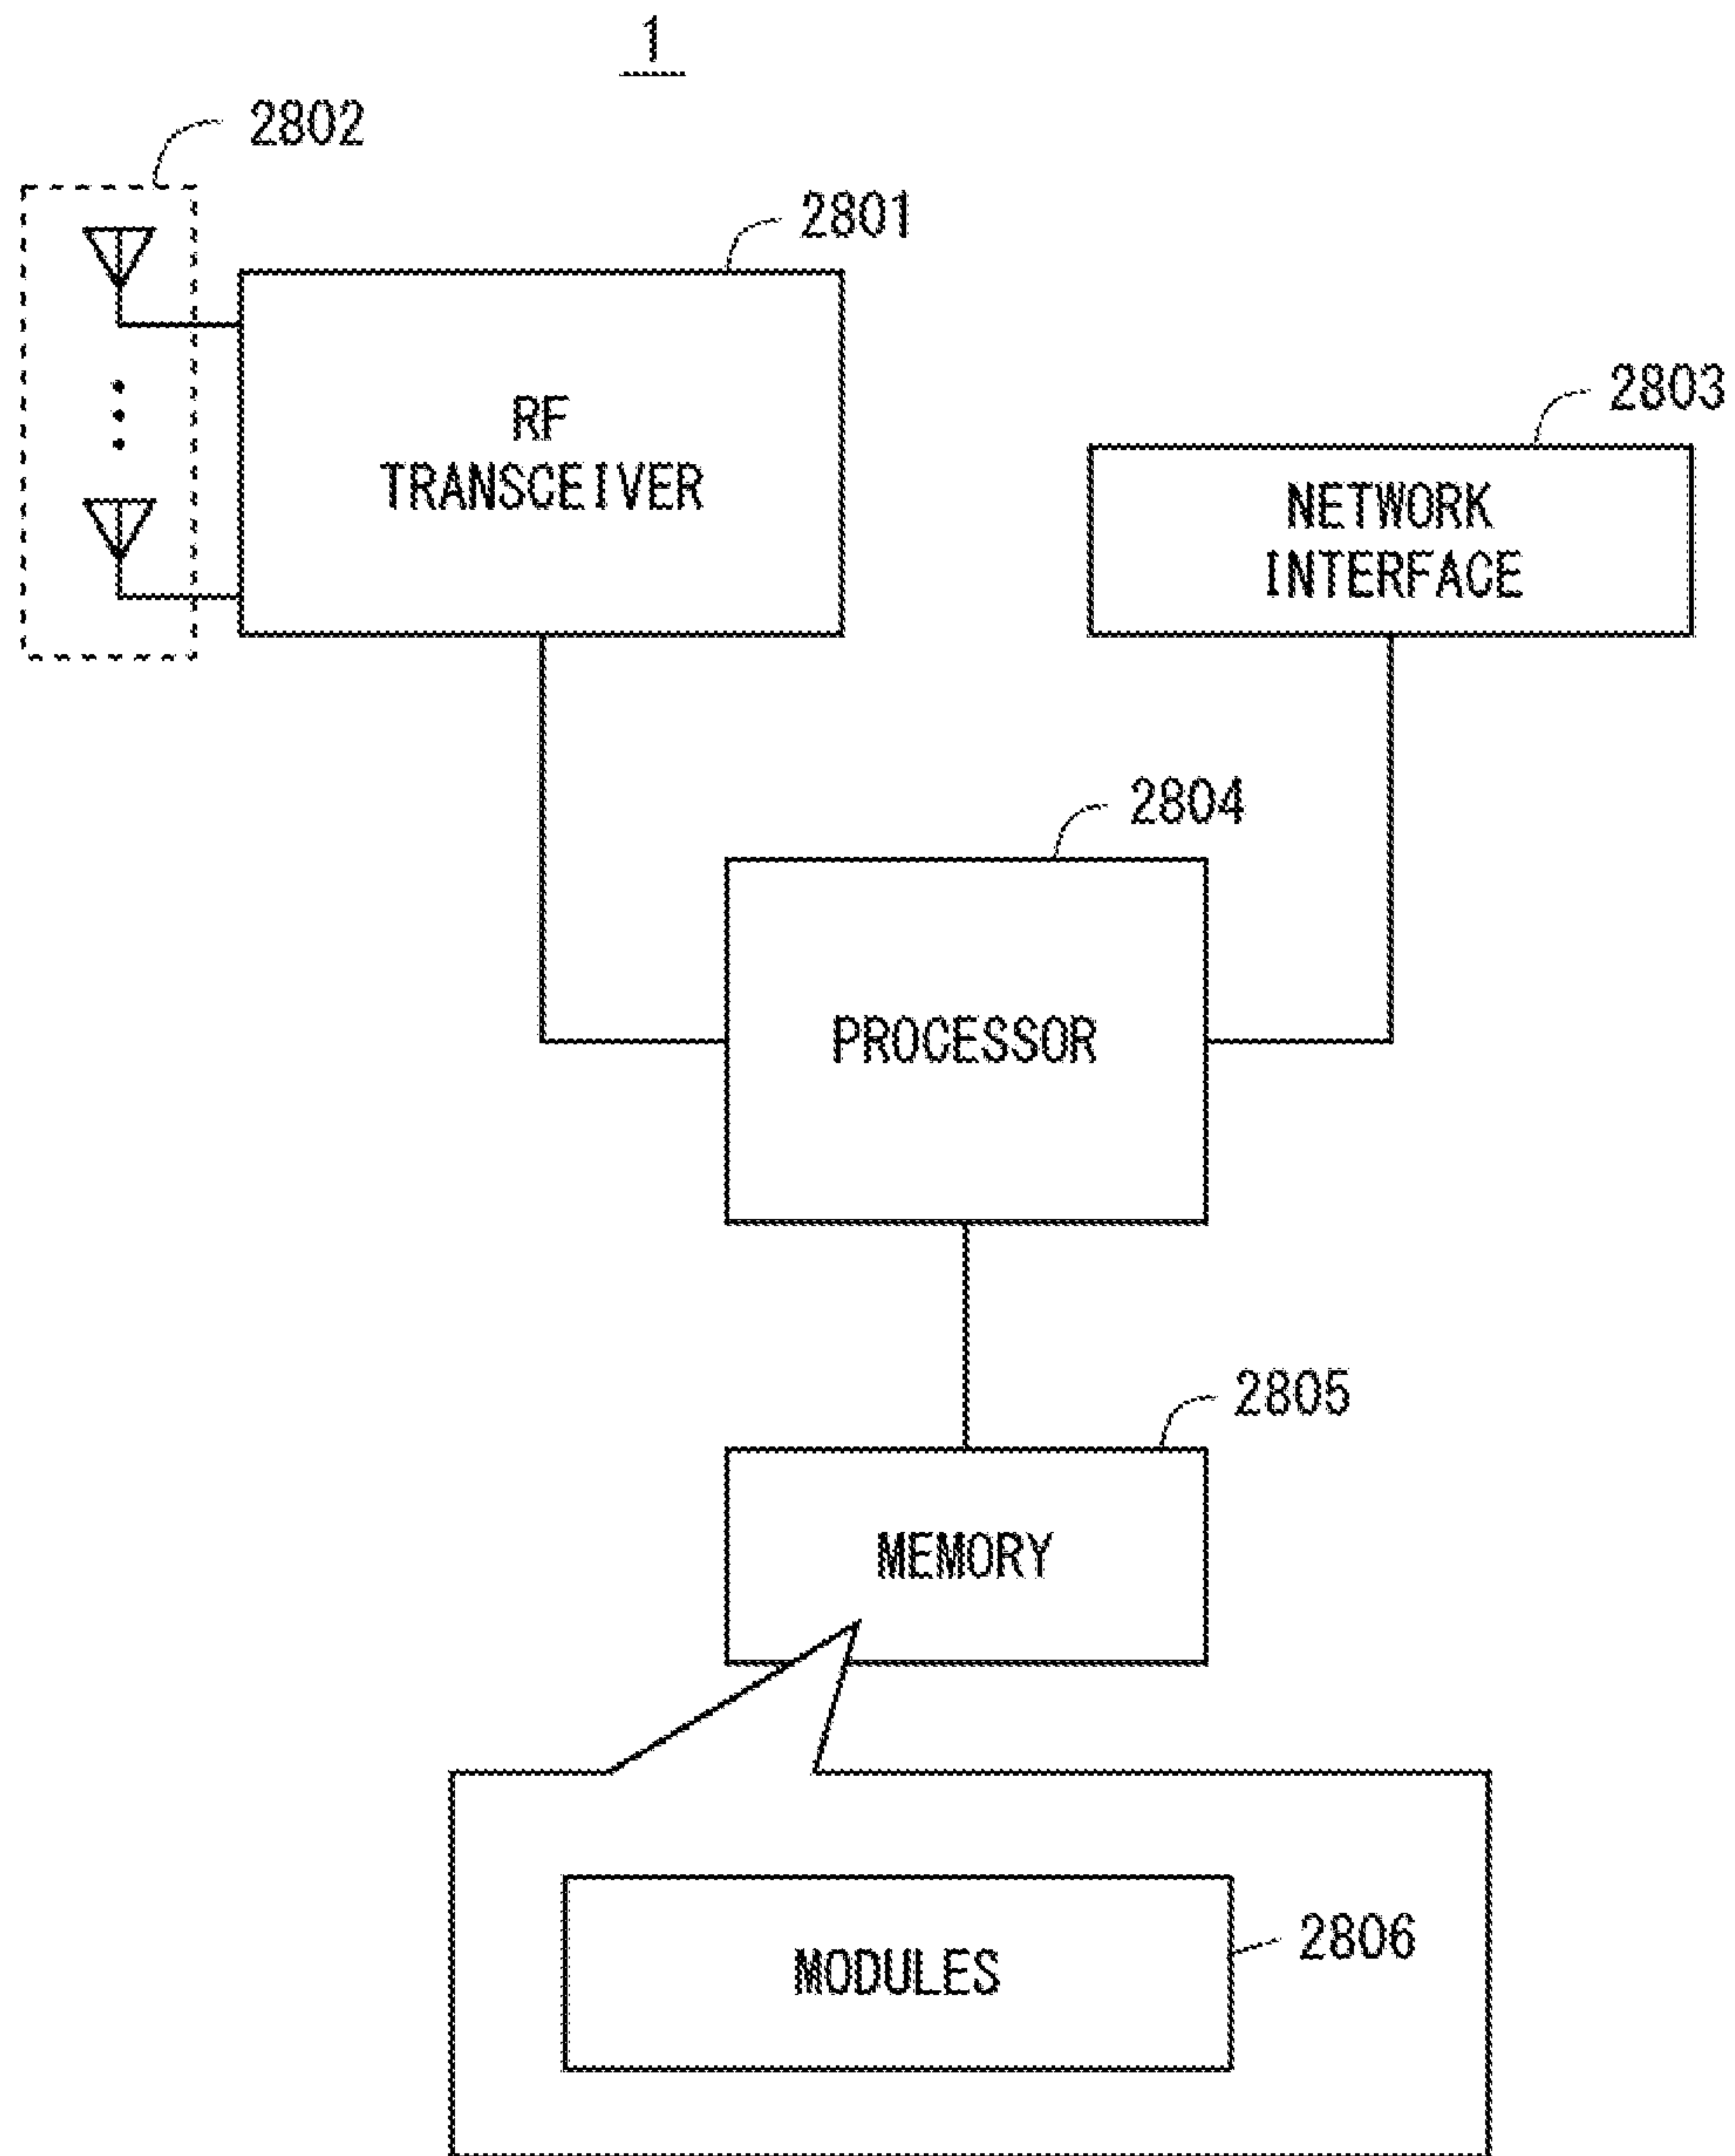 1
2802
2801
RF
TRANSCEIVER
2803
NETWORK
INTERFACE
2804
PROCESSOR
2805
MEMORY
MODULES
2806